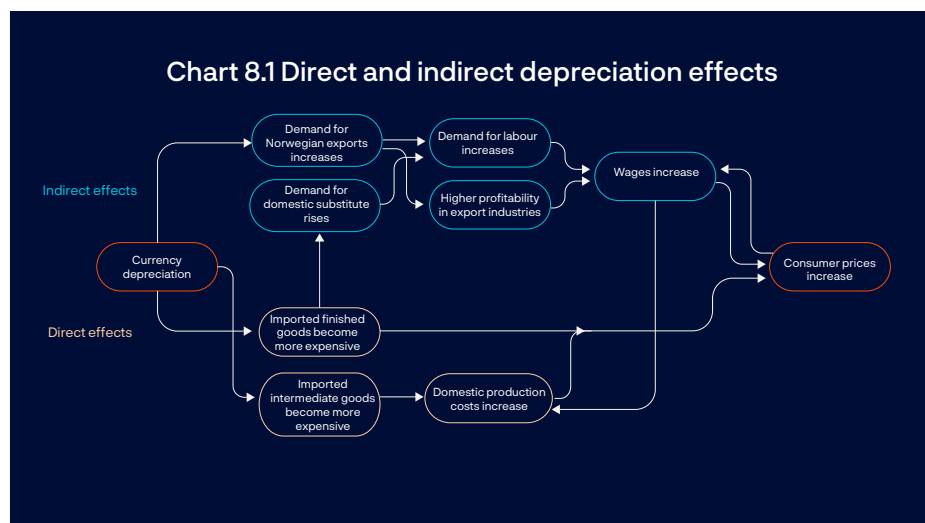 Chart 8.1 Direct and indirect depreciation effects
Demand for
Norwegian exports
increases
Demand for labour
increases
Wages increase
Indirect effects
Demand for
domestic substitute
rises
Higher profitability
in export industries
Currency
depreciation
Consumer prices
increase
Direct effects
Imported finished
goods become
more expensive
Imported
intermediate goods
become more
expensive
Domestic production
costs increase